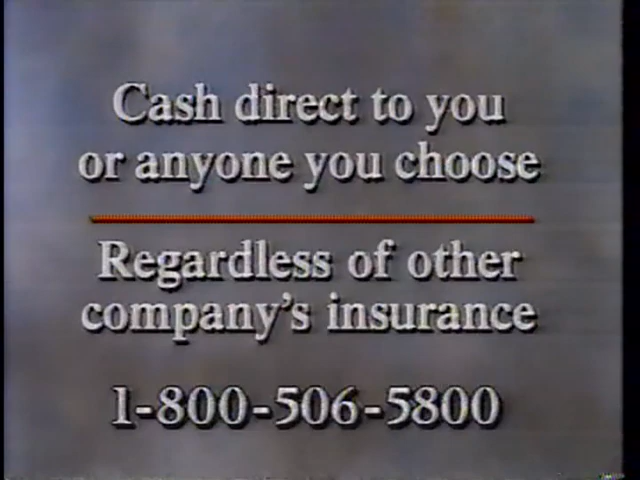 Cash direct to you
or anyone you choose
Regardless of other
company's insurance
1-800-506-5800